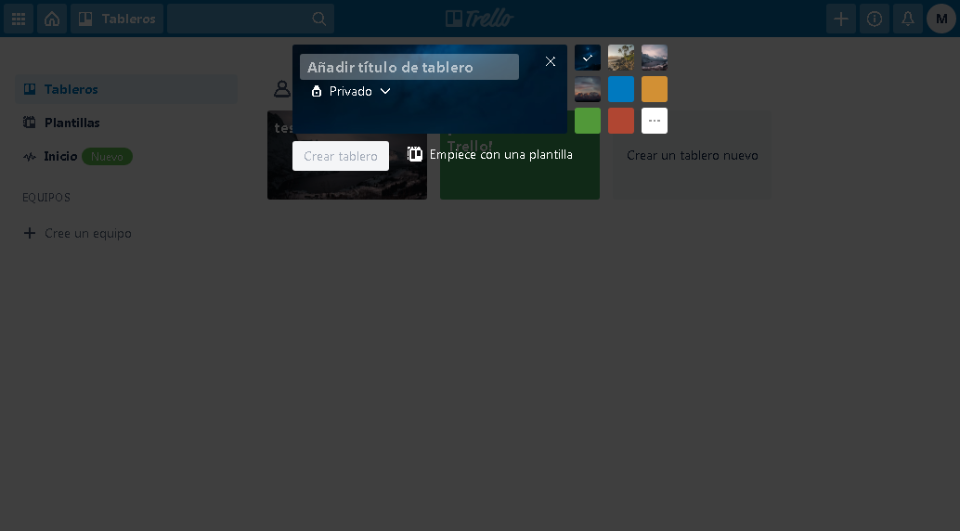 Tableros
Trello
M
Añadir título de tablero
Privado
Tableros
Plantillas
Inicio Nuevo
EQUIPOS
Cree un equipo
tes
Trello!
Crear tablero
Empiece con una plantilla
Crear un tablero nuevo